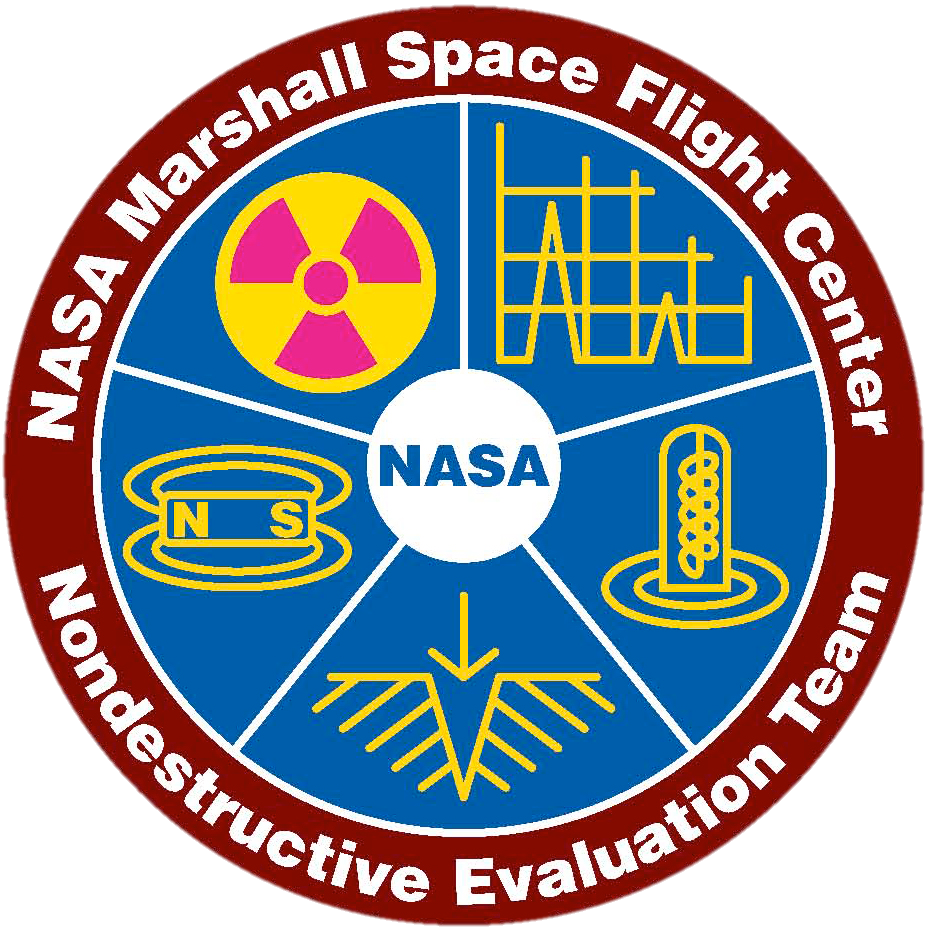 NASA Marshall Space Flight Center
NASA
N S
Nondestructive Evaluation Team